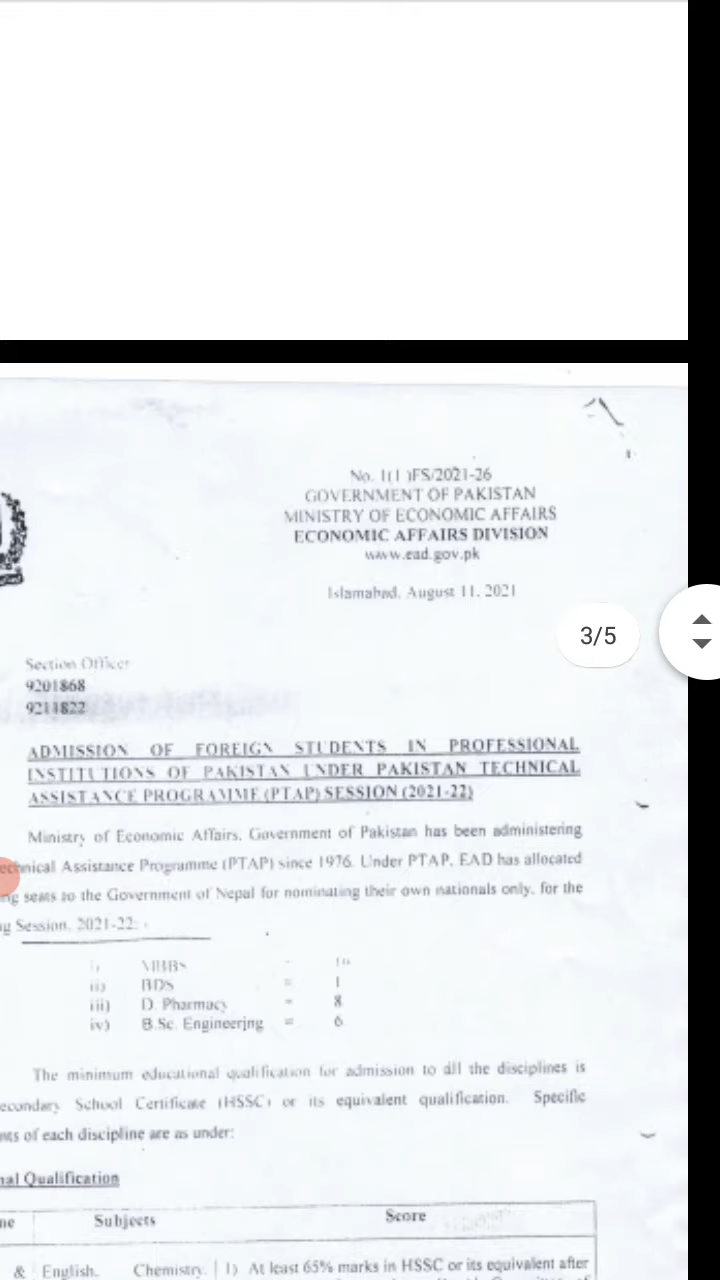 No. 1(1 )FS/2021-26
GOVERNMENT OF PAKISTAN
MINISTRY OF ECONOMIC AFFAIRS
ECONOMIC AFFAIRS DIVISION
www.ead.gov.pk
Islamabad, August 11, 2021
3/5
Section Officer
9201868
9211822
ADMISSION OF FOREIGN STUDENTS IN PROFESSIONAL
INSTITUTIONS OF PAKISTAN UNDER PAKISTAN TECHNICAL
ASSISTANCE PROGRAMME (PTAP) SESSION (2021-22)
Ministry of Economic Affairs, Government of Pakistan has been administering
echnical Assistance Programme (PTAP) since 1976. Under PTAP, EAD has allocated
ng seats to the Government of Nepal for nominating their own nationals only, for the
g Session, 2021-22: -
i) MBBS -
ii) BDS = 1
iii) D. Pharmacy = 8
iv) B.Sc. Engineering = 6
The minimum educational qualification for admission to all the disciplines is
econdary School Certificate (HSSC) or its equivalent qualification. Specific
nts of each discipline are as under:
nal Qualification
ne Subjects Score
& English, Chemistry, 1) At least 65% marks in HSSC or its equivalent after